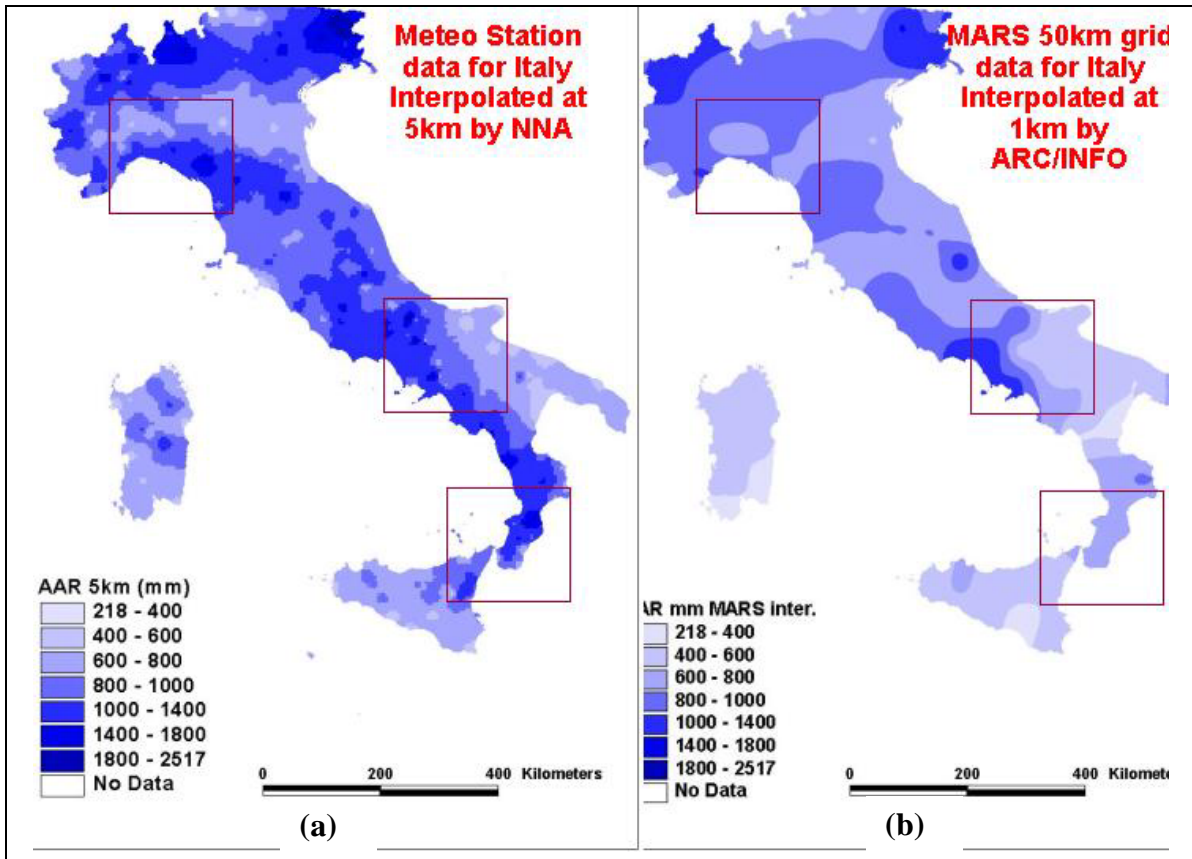 Meteo Station
data for Italy
Interpolated at
5km by NNA
AAR 5km (mm)
218 - 400
400 - 600
600 - 800
800 - 1000
1000 - 1400
1400 - 1800
1800 - 2517
No Data
0 200 400 Kilometers
(a)
MARS 50km grid
data for Italy
Interpolated at
1km by
ARC/INFO
AR mm MARS inter.
218 - 400
400 - 600
600 - 800
800 - 1000
1000 - 1400
1400 - 1800
1800 - 2517
No Data
0 200 400 Kilomete
(b)